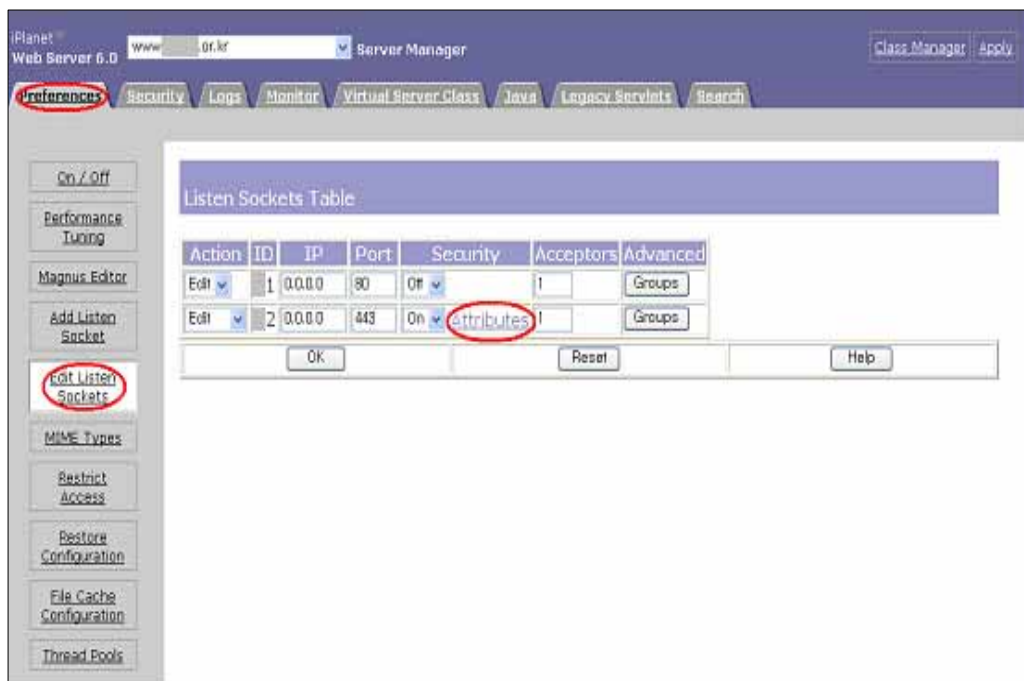 iPlanet
Web Server 6.0
www .or.kr
Server Manager
Class Manager
Apply
Preferences
Security
Logs
Monitor
Virtual Server Class
Java
Legacy Servlets
Search
On / Off
Performance
Tuning
Magnus Editor
Add Listen
Socket
Edit Listen
Sockets
MIME Types
Restrict
Access
Restore
Configuration
File Cache
Configuration
Thread Pools
Listen Sockets Table
Action ID IP Port Security Acceptors Advanced
Edit 1 0.0.0.0 80 Off 1 Groups
Edit 2 0.0.0.0 443 On Attributes 1 Groups
OK Reset Help